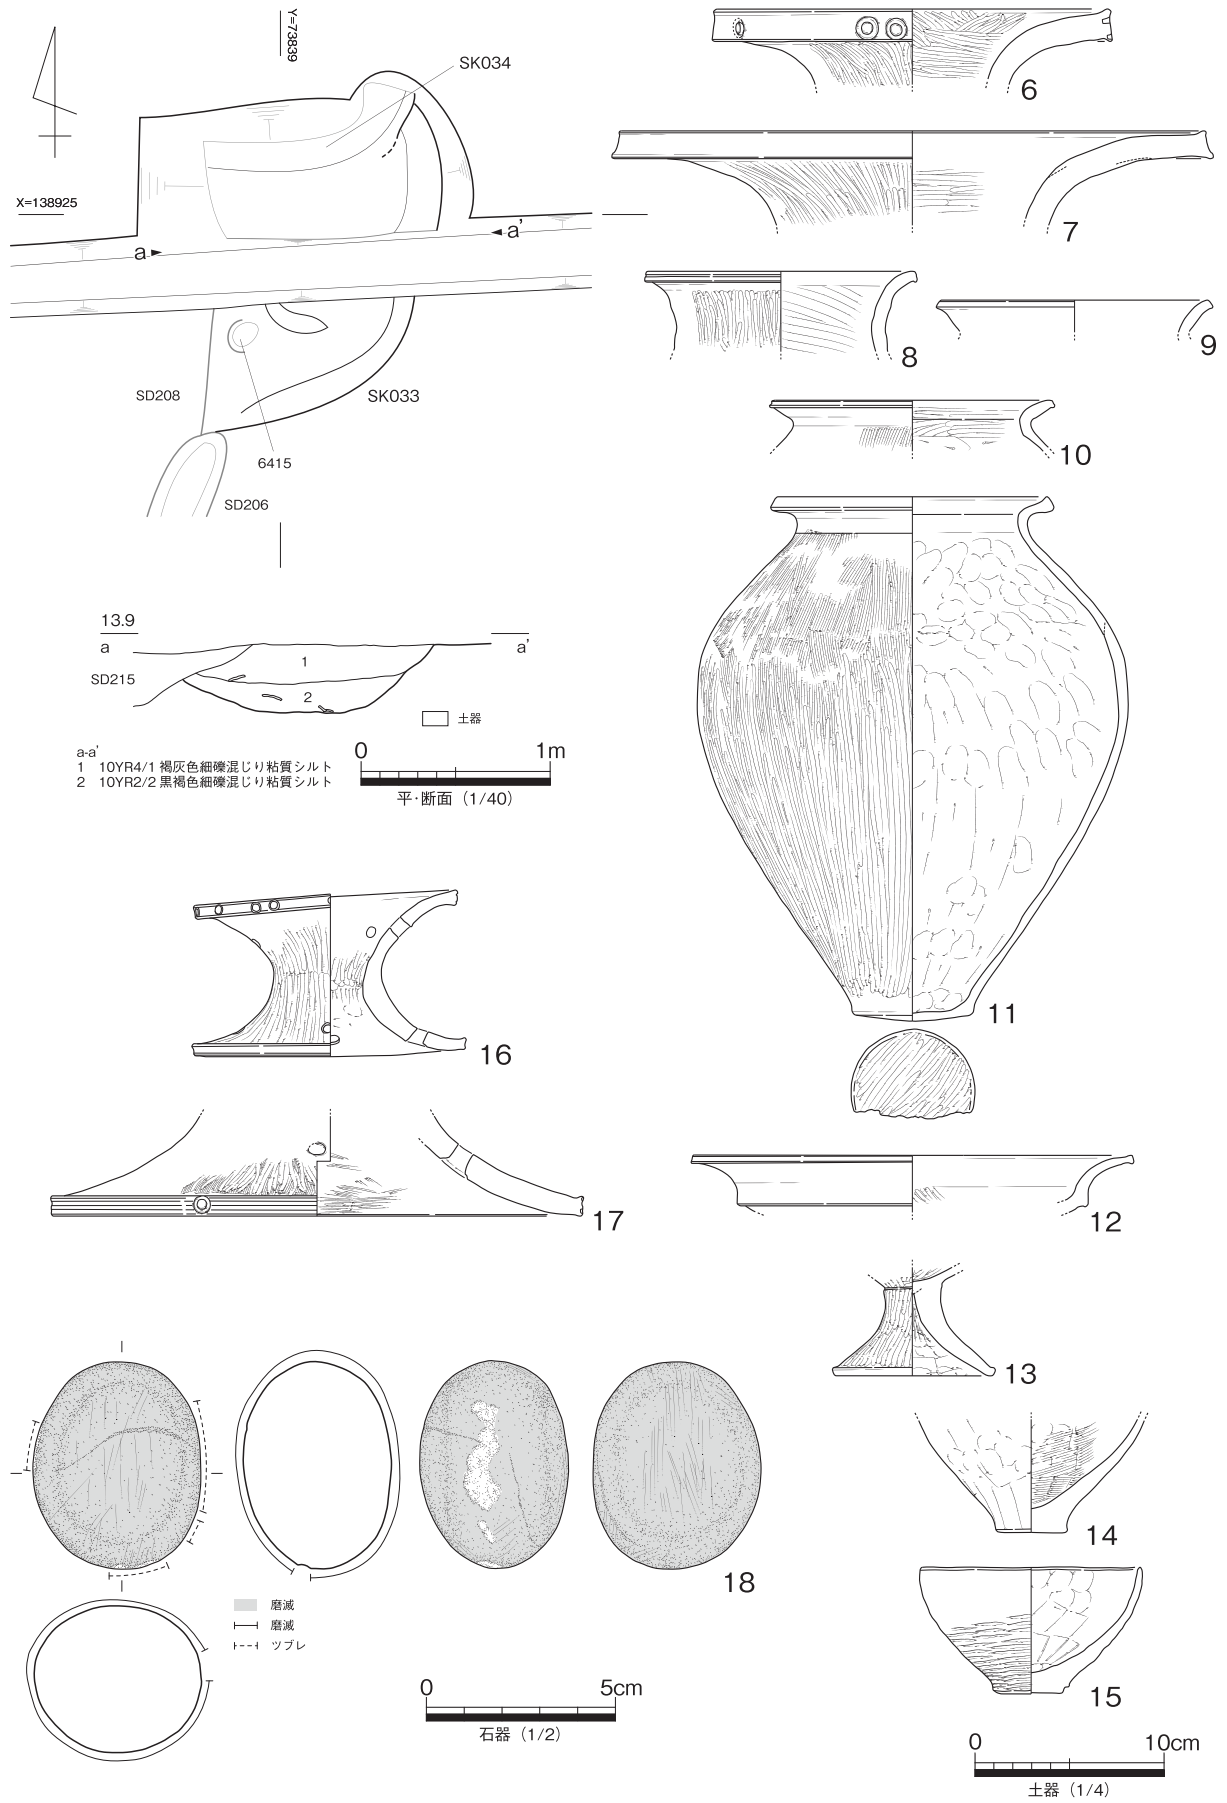 Y=73839
SK034
X=138925
a
a'
SD208
SK033
6415
SD206
13.9
a
a'
SD215
1
2
土器
a-a'
1 10YR4/1 褐灰色細礫混じり粘質シルト
2 10YR2/2 黒褐色細礫混じり粘質シルト
0 1m
平・断面（1/40）
6
7
8
9
10
11
12
13
14
15
16
17
18
磨滅
磨滅
ツブレ
0 5cm
石器（1/2）
0 10cm
土器（1/4）